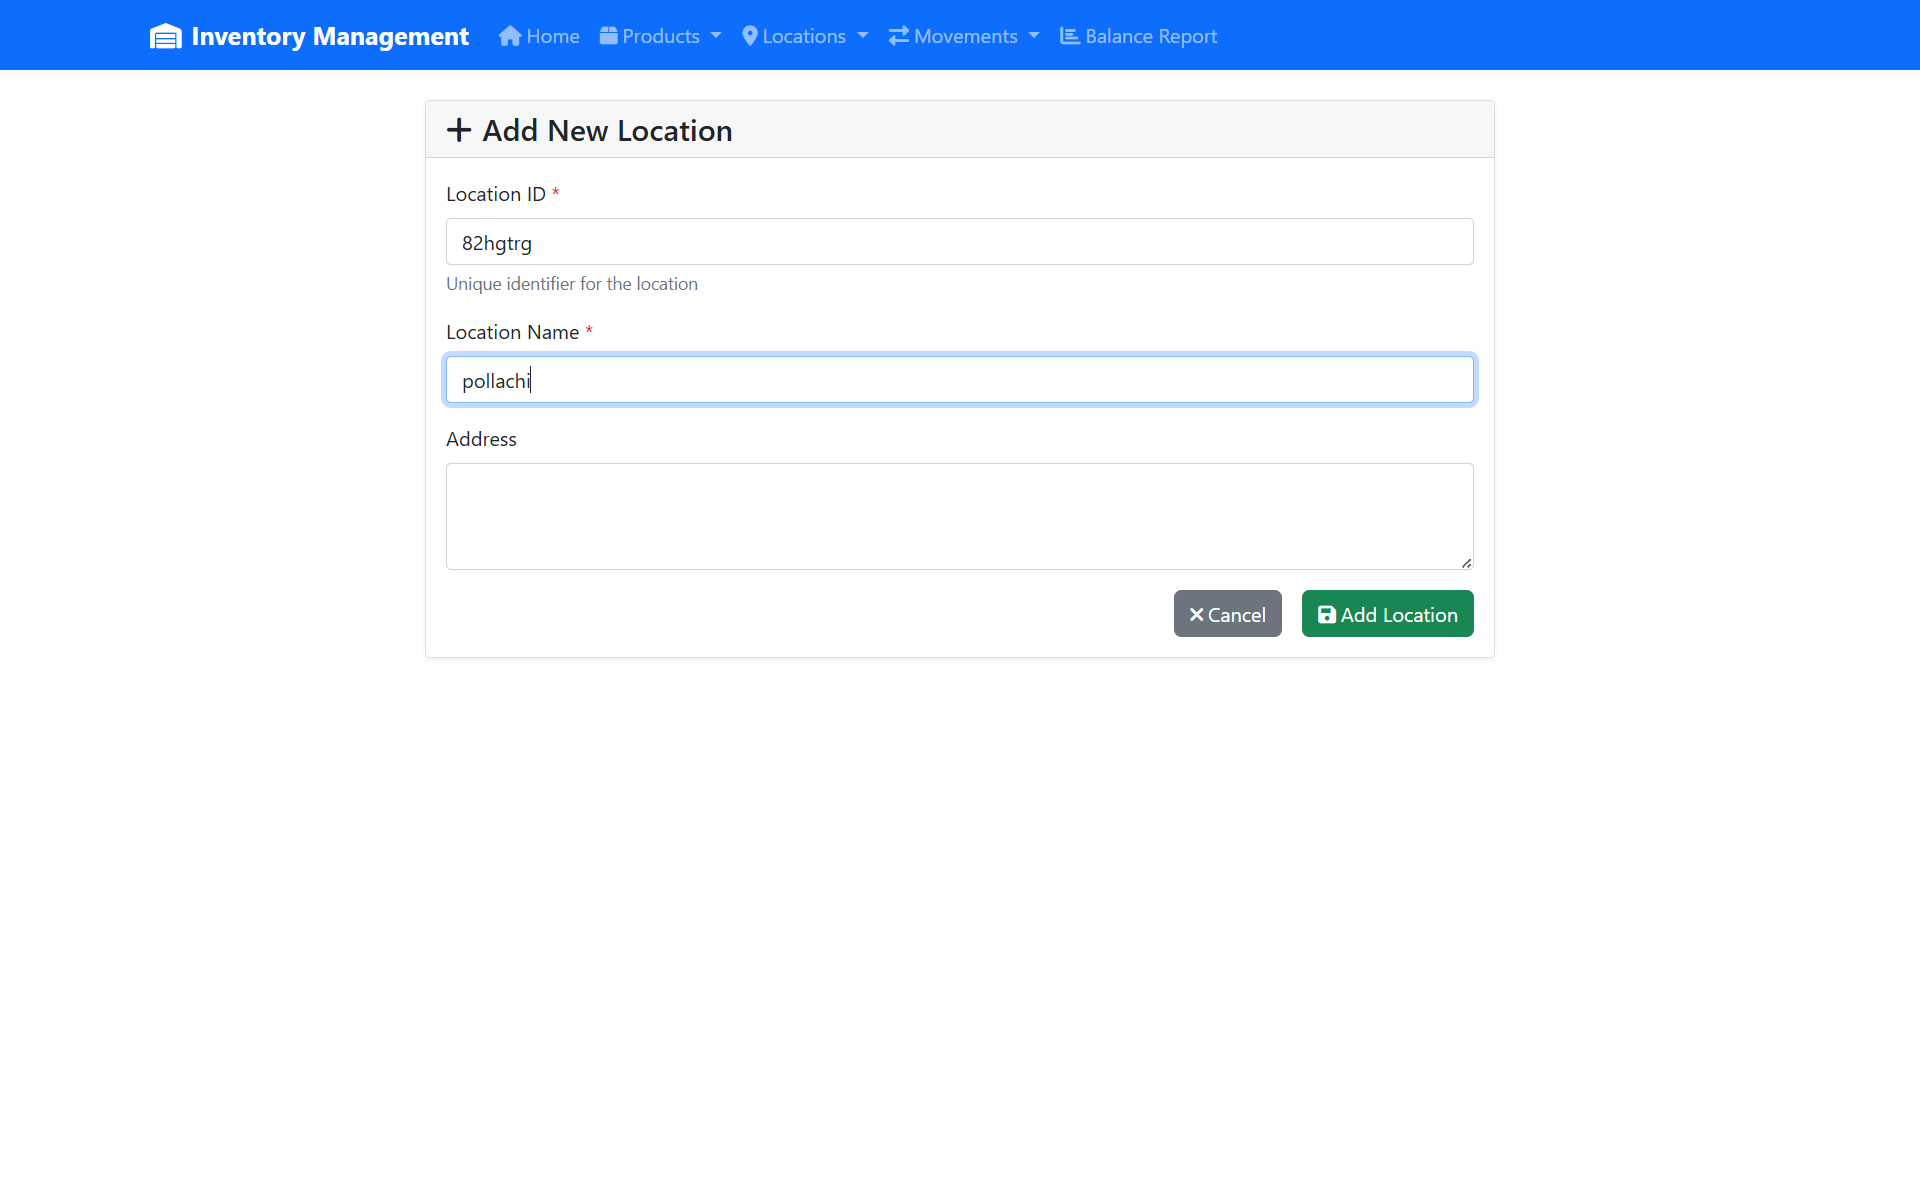 Inventory Management Home Products Locations Movements Balance Report
Add New Location
Location ID *
82hgtrg
Unique identifier for the location
Location Name *
pollachi
Address
Cancel Add Location